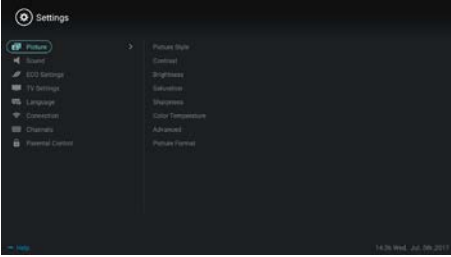 Settings
Picture
Sound
ECO Settings
TV Settings
Language
Connection
Channels
Parental Control
Picture Style
Contrast
Brightness
Saturation
Sharpness
Color Temperature
Advanced
Picture Format
Help
14:36 Wed, Jul. 5th 2017